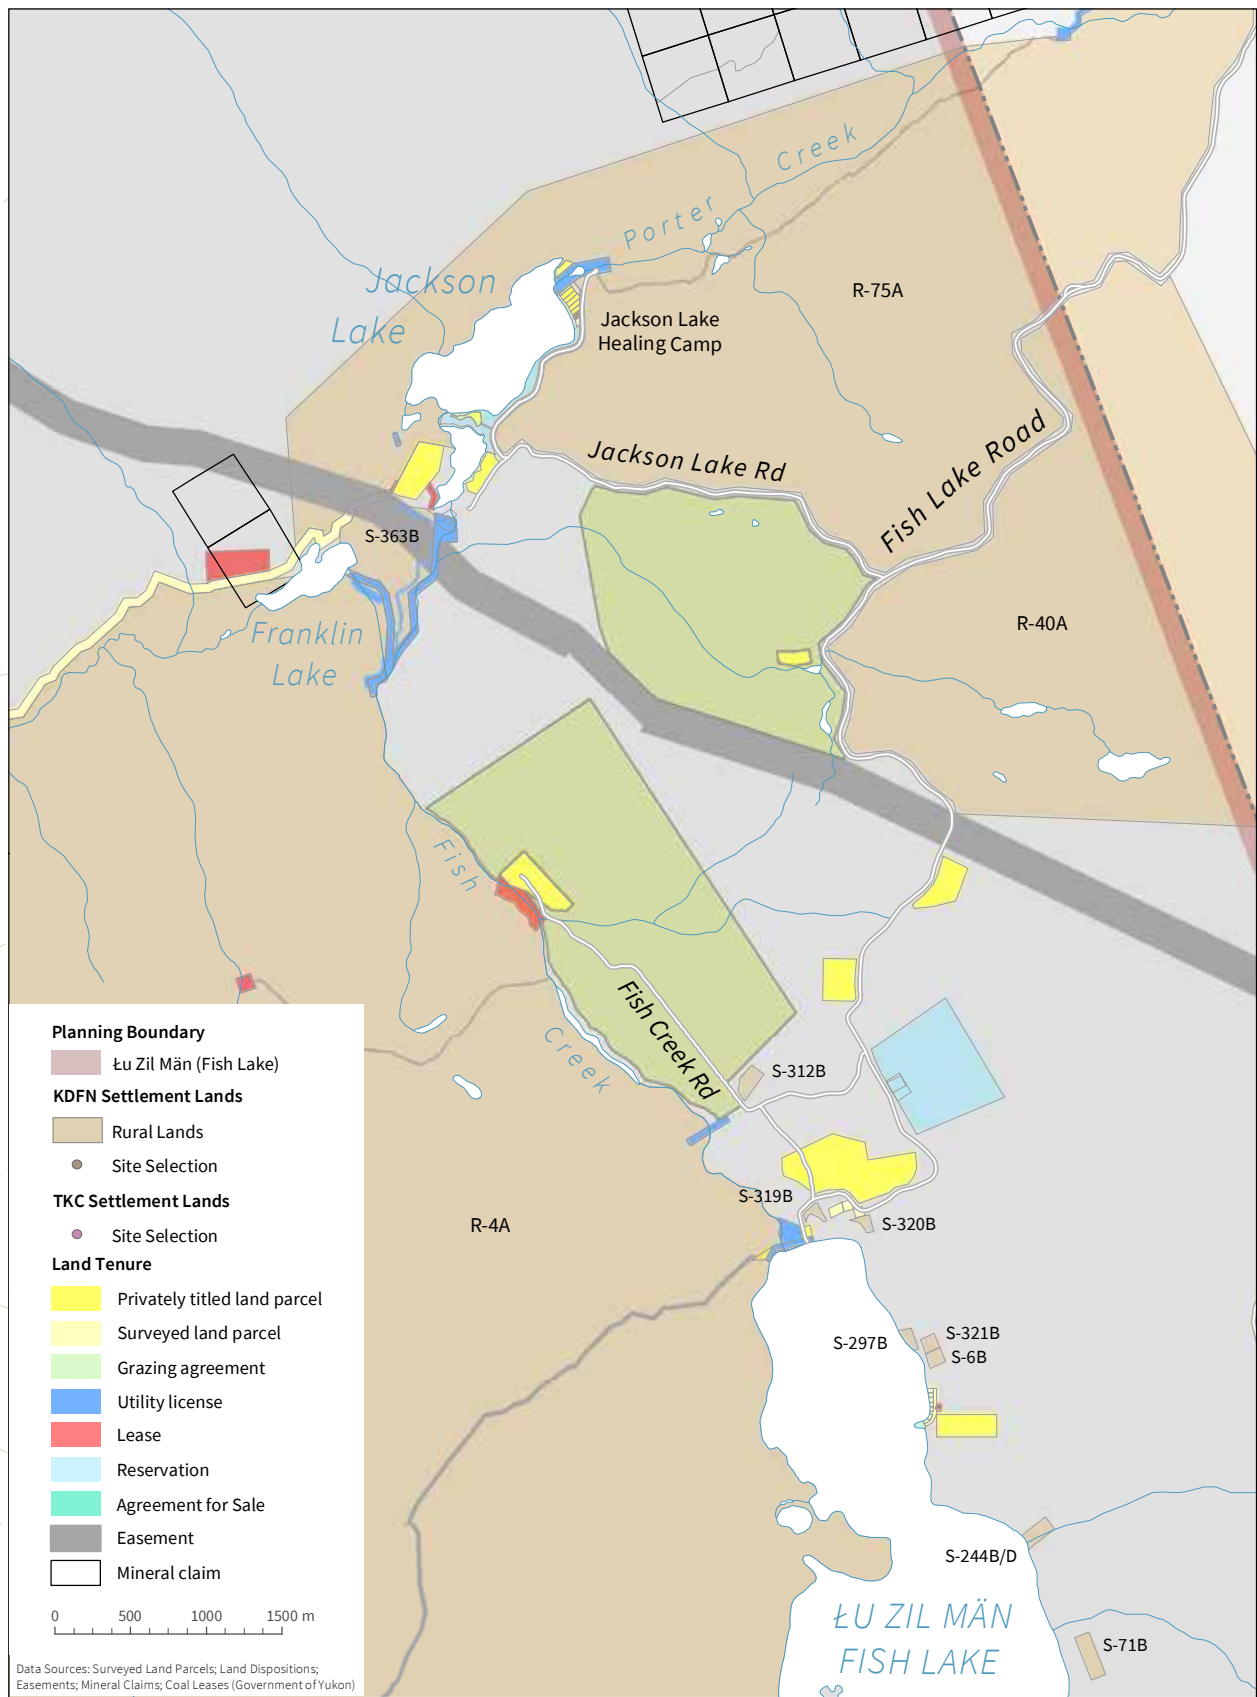 Creek
Porter
Jackson
Lake
R-75A
Jackson Lake
Healing Camp
Jackson Lake Rd
Fish Lake Road
S-363B
R-40A
Franklin
Lake
Fish
Creek
Fish Creek Rd
S-312B
S-319B
S-320B
R-4A
S-297B
S-321B
S-6B
S-244B/D
ŁU ZIL MÄN
FISH LAKE
S-71B
Planning Boundary
Łu Zil Män (Fish Lake)
KDFN Settlement Lands
Rural Lands
Site Selection
TKC Settlement Lands
Site Selection
Land Tenure
Privately titled land parcel
Surveyed land parcel
Grazing agreement
Utility license
Lease
Reservation
Agreement for Sale
Easement
Mineral claim
0 500 1000 1500 m
Data Sources: Surveyed Land Parcels; Land Dispositions;
Easements; Mineral Claims; Coal Leases (Government of Yukon)